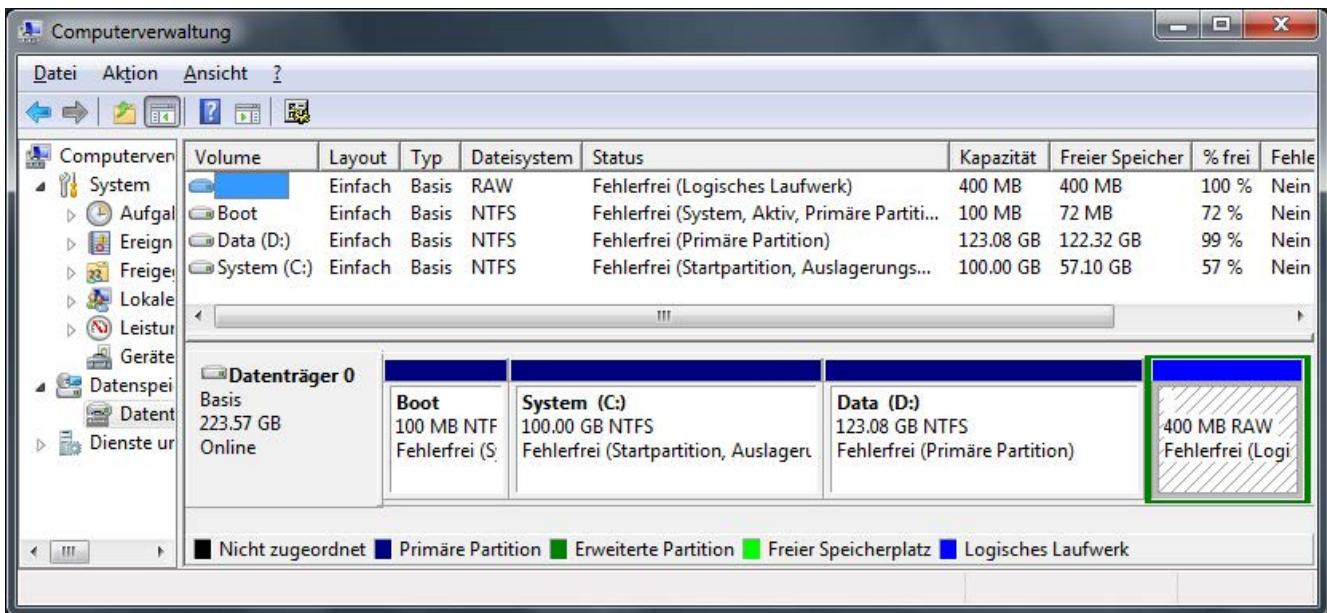 Computerverwaltung
Datei Aktion Ansicht ?
Computerver
System
Aufgal
Ereign
Freige
Lokale
Leistur
Geräte
Datenspei
Datent
Dienste ur
Volume Layout Typ Dateisystem Status Kapazität Freier Speicher % frei Fehle
Einfach Basis RAW Fehlerfrei (Logisches Laufwerk) 400 MB 400 MB 100 % Nein
Boot Einfach Basis NTFS Fehlerfrei (System, Aktiv, Primäre Partiti... 100 MB 72 MB 72 % Nein
Data (D:) Einfach Basis NTFS Fehlerfrei (Primäre Partition) 123.08 GB 122.32 GB 99 % Nein
System (C:) Einfach Basis NTFS Fehlerfrei (Startpartition, Auslagerungs... 100.00 GB 57.10 GB 57 % Nein
Datenträger 0
Basis
223.57 GB
Online
Boot
100 MB NTF
Fehlerfrei (S
System (C:)
100.00 GB NTFS
Fehlerfrei (Startpartition, Auslageru
Data (D:)
123.08 GB NTFS
Fehlerfrei (Primäre Partition)
400 MB RAW
Fehlerfrei (Logi
Nicht zugeordnet Primäre Partition Erweiterte Partition Freier Speicherplatz Logisches Laufwerk